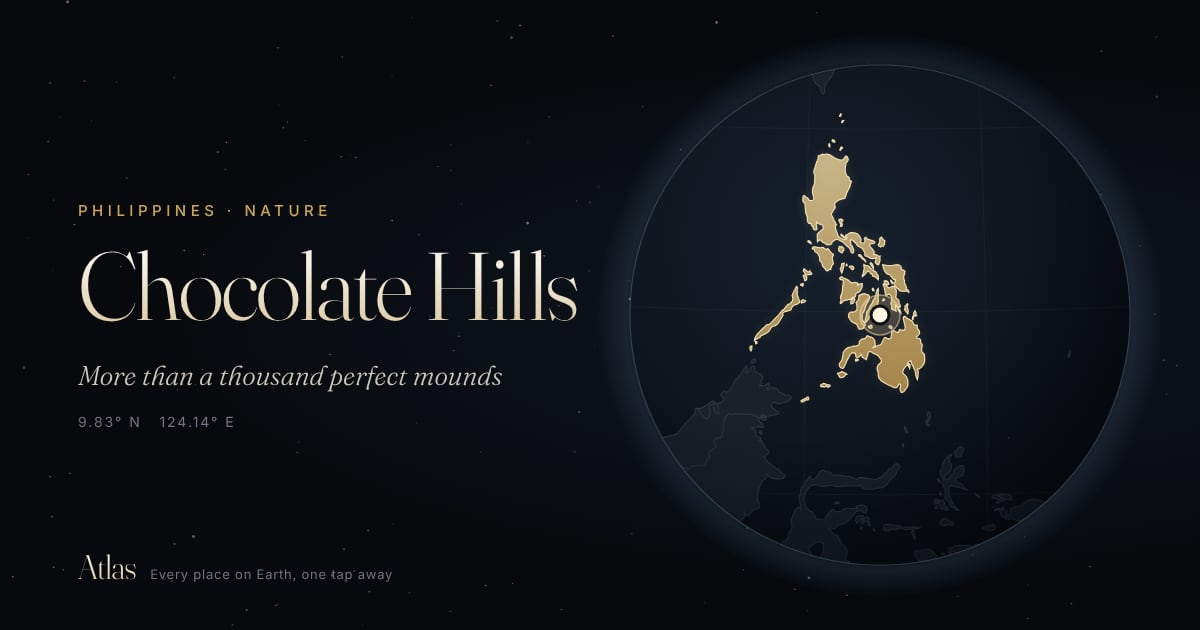 PHILIPPINES · NATURE
Chocolate Hills
More than a thousand perfect mounds
9.83° N 124.14° E
Atlas Every place on Earth, one tap away